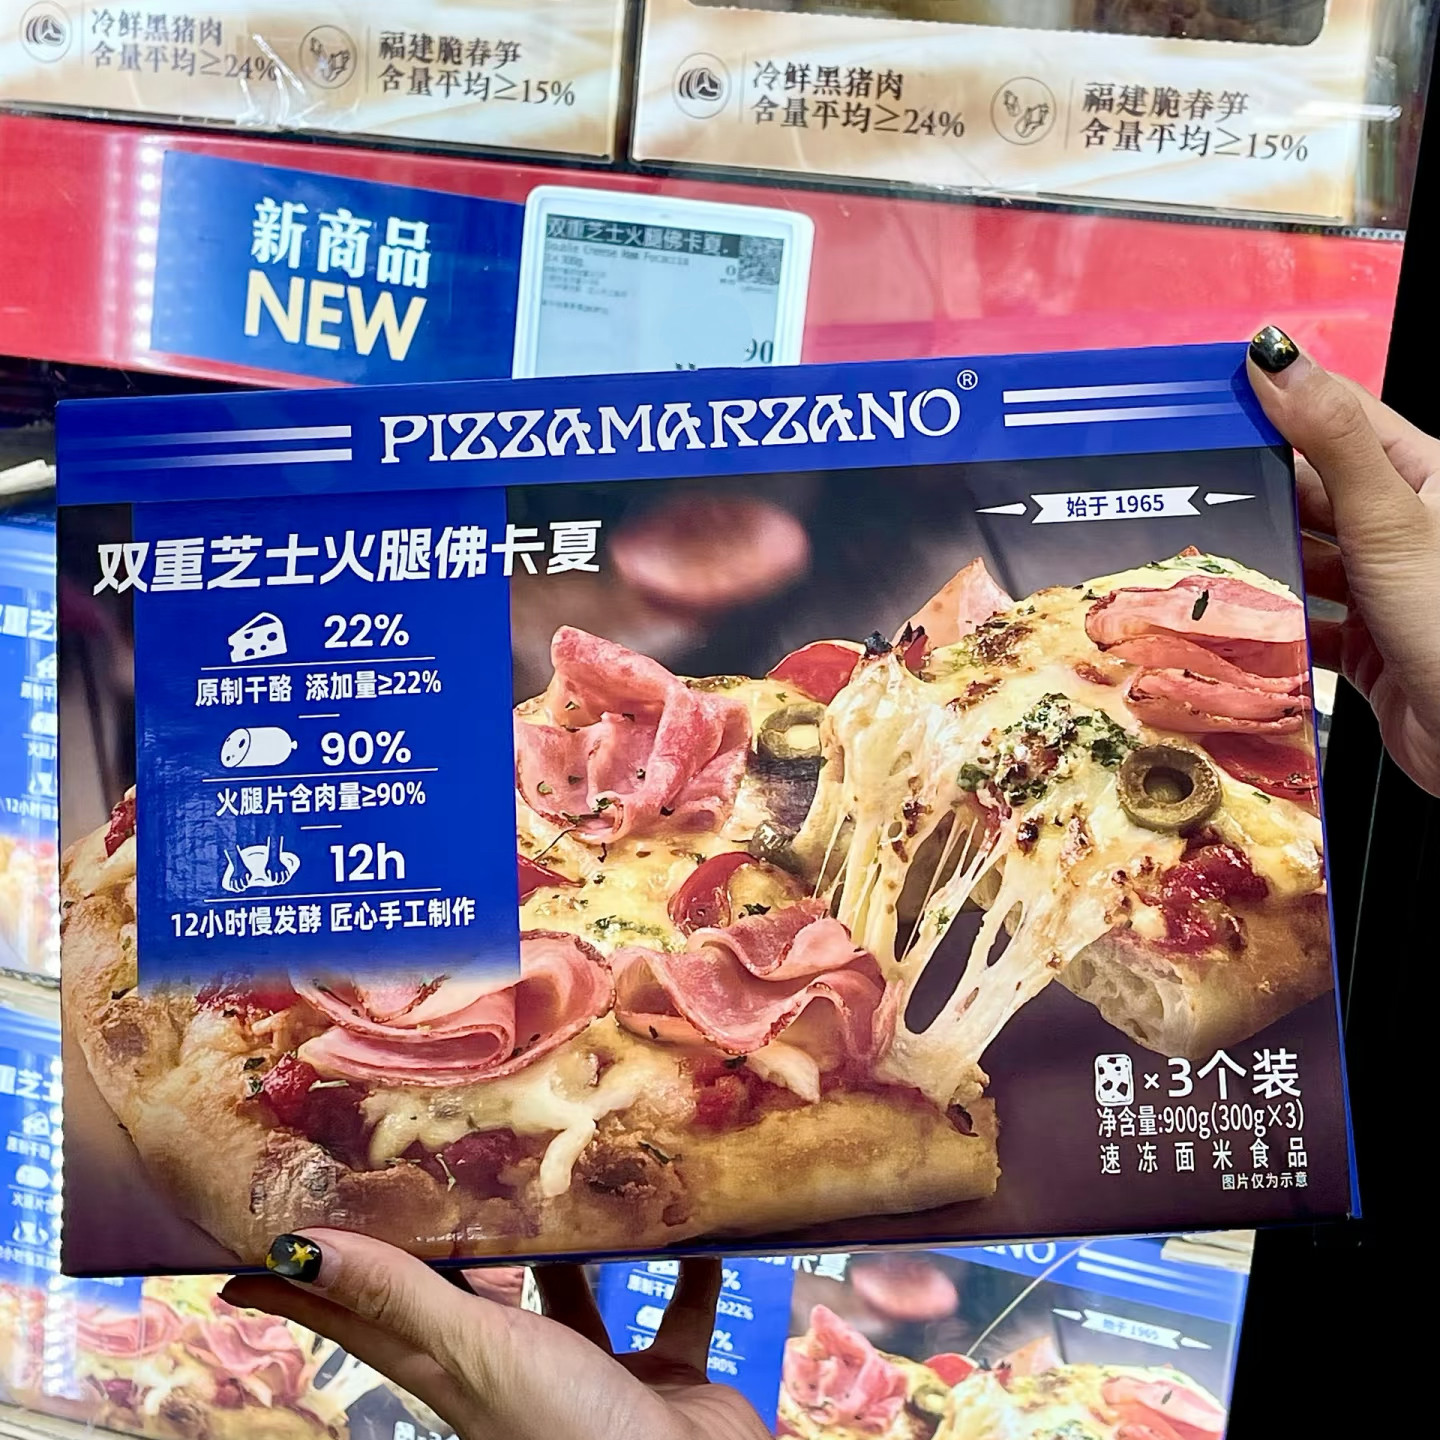 冷鲜黑猪肉
含量平均≥24%
福建脆春笋
含量平均≥15%
冷鲜黑猪肉
含量平均≥24%
福建脆春笋
含量平均≥15%
新商品
NEW
双重芝士火腿佛卡夏
90
PIZZAMARZANO®
始于 1965
双重芝士火腿佛卡夏
22%
原制干酪 添加量≥22%
90%
火腿片含肉量≥90%
12h
12小时慢发酵 匠心手工制作
×3个装
净含量:900g(300g×3)
速冻面米食品
图片仅为示意
始于 1965